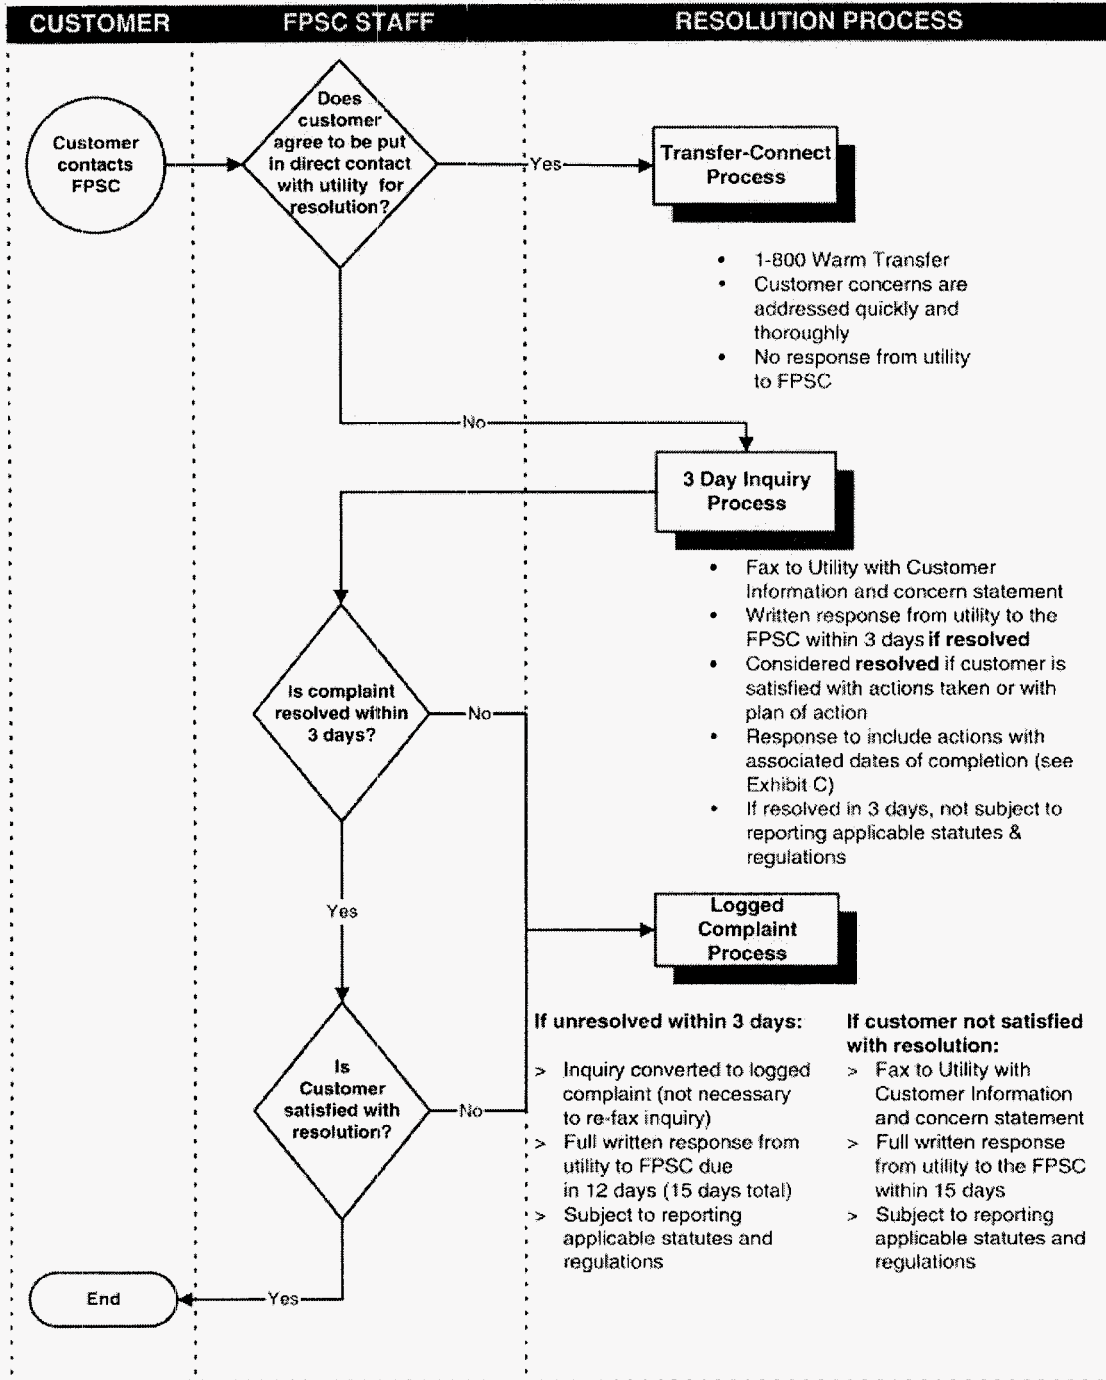 CUSTOMER
FPSC STAFF
RESOLUTION PROCESS
Customer
contacts
FPSC
Does
customer
agree to be put
in direct contact
with utility for
resolution?
Yes
Transfer-Connect
Process
• 1-800 Warm Transfer
• Customer concerns are
addressed quickly and
thoroughly
• No response from utility
to FPSC
No
3 Day Inquiry
Process
• Fax to Utility with Customer
Information and concern statement
• Written response from utility to the
FPSC within 3 days if resolved
• Considered resolved if customer is
satisfied with actions taken or with
plan of action
• Response to include actions with
associated dates of completion (see
Exhibit C)
• If resolved in 3 days, not subject to
reporting applicable statutes &
regulations
Is complaint
resolved within
3 days?
No
Yes
Logged
Complaint
Process
If unresolved within 3 days:
> Inquiry converted to logged
complaint (not necessary
to re-fax inquiry)
> Full written response from
utility to FPSC due
in 12 days (15 days total)
> Subject to reporting
applicable statutes and
regulations
If customer not satisfied
with resolution:
> Fax to Utility with
Customer Information
and concern statement
> Full written response
from utility to the FPSC
within 15 days
> Subject to reporting
applicable statutes and
regulations
Is
Customer
satisfied with
resolution?
No
Yes
End